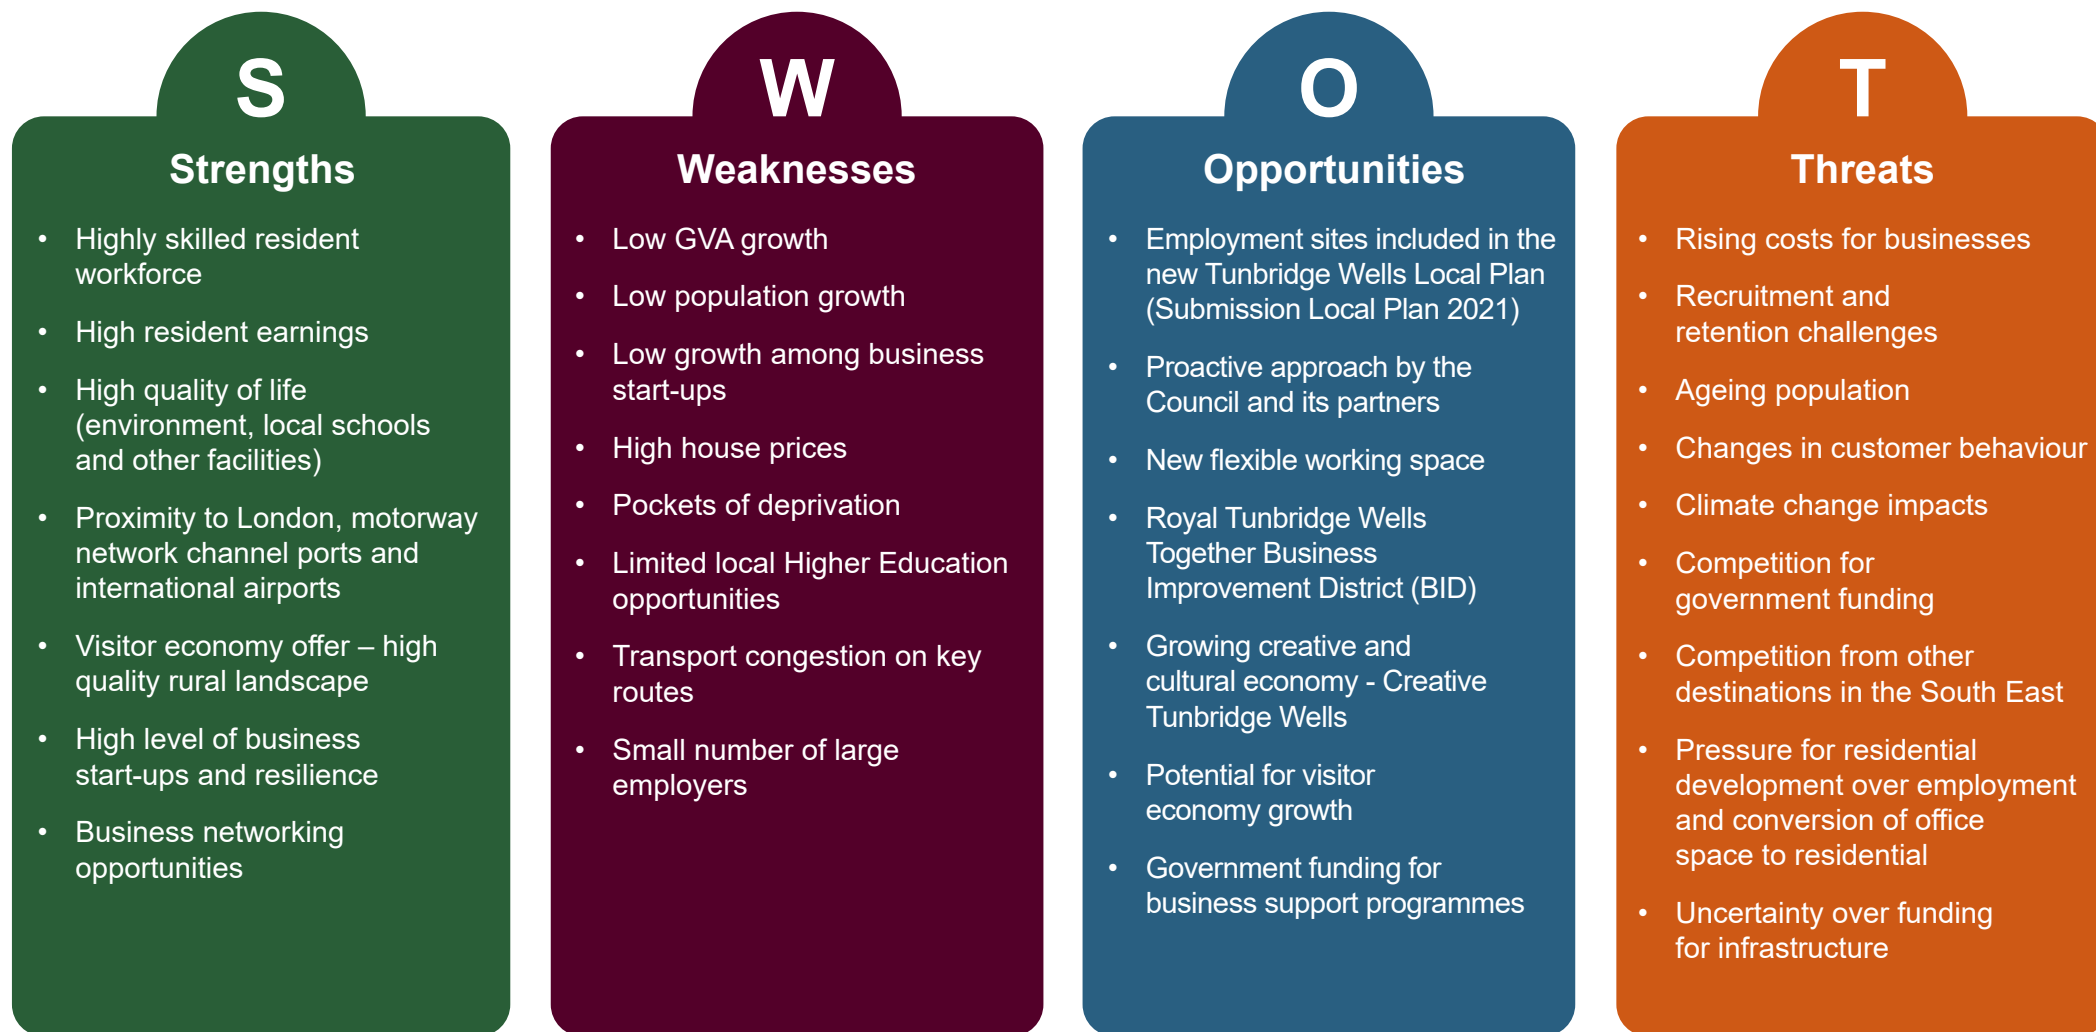 S
Strengths
• Highly skilled resident
workforce
• High resident earnings
• High quality of life
(environment, local schools
and other facilities)
• Proximity to London, motorway
network channel ports and
international airports
• Visitor economy offer – high
quality rural landscape
• High level of business
start-ups and resilience
• Business networking
opportunities
W
Weaknesses
• Low GVA growth
• Low population growth
• Low growth among business
start-ups
• High house prices
• Pockets of deprivation
• Limited local Higher Education
opportunities
• Transport congestion on key
routes
• Small number of large
employers
O
Opportunities
• Employment sites included in the
new Tunbridge Wells Local Plan
(Submission Local Plan 2021)
• Proactive approach by the
Council and its partners
• New flexible working space
• Royal Tunbridge Wells
Together Business
Improvement District (BID)
• Growing creative and
cultural economy - Creative
Tunbridge Wells
• Potential for visitor
economy growth
• Government funding for
business support programmes
T
Threats
• Rising costs for businesses
• Recruitment and
retention challenges
• Ageing population
• Changes in customer behaviour
• Climate change impacts
• Competition for
government funding
• Competition from other
destinations in the South East
• Pressure for residential
development over employment
and conversion of office
space to residential
• Uncertainty over funding
for infrastructure